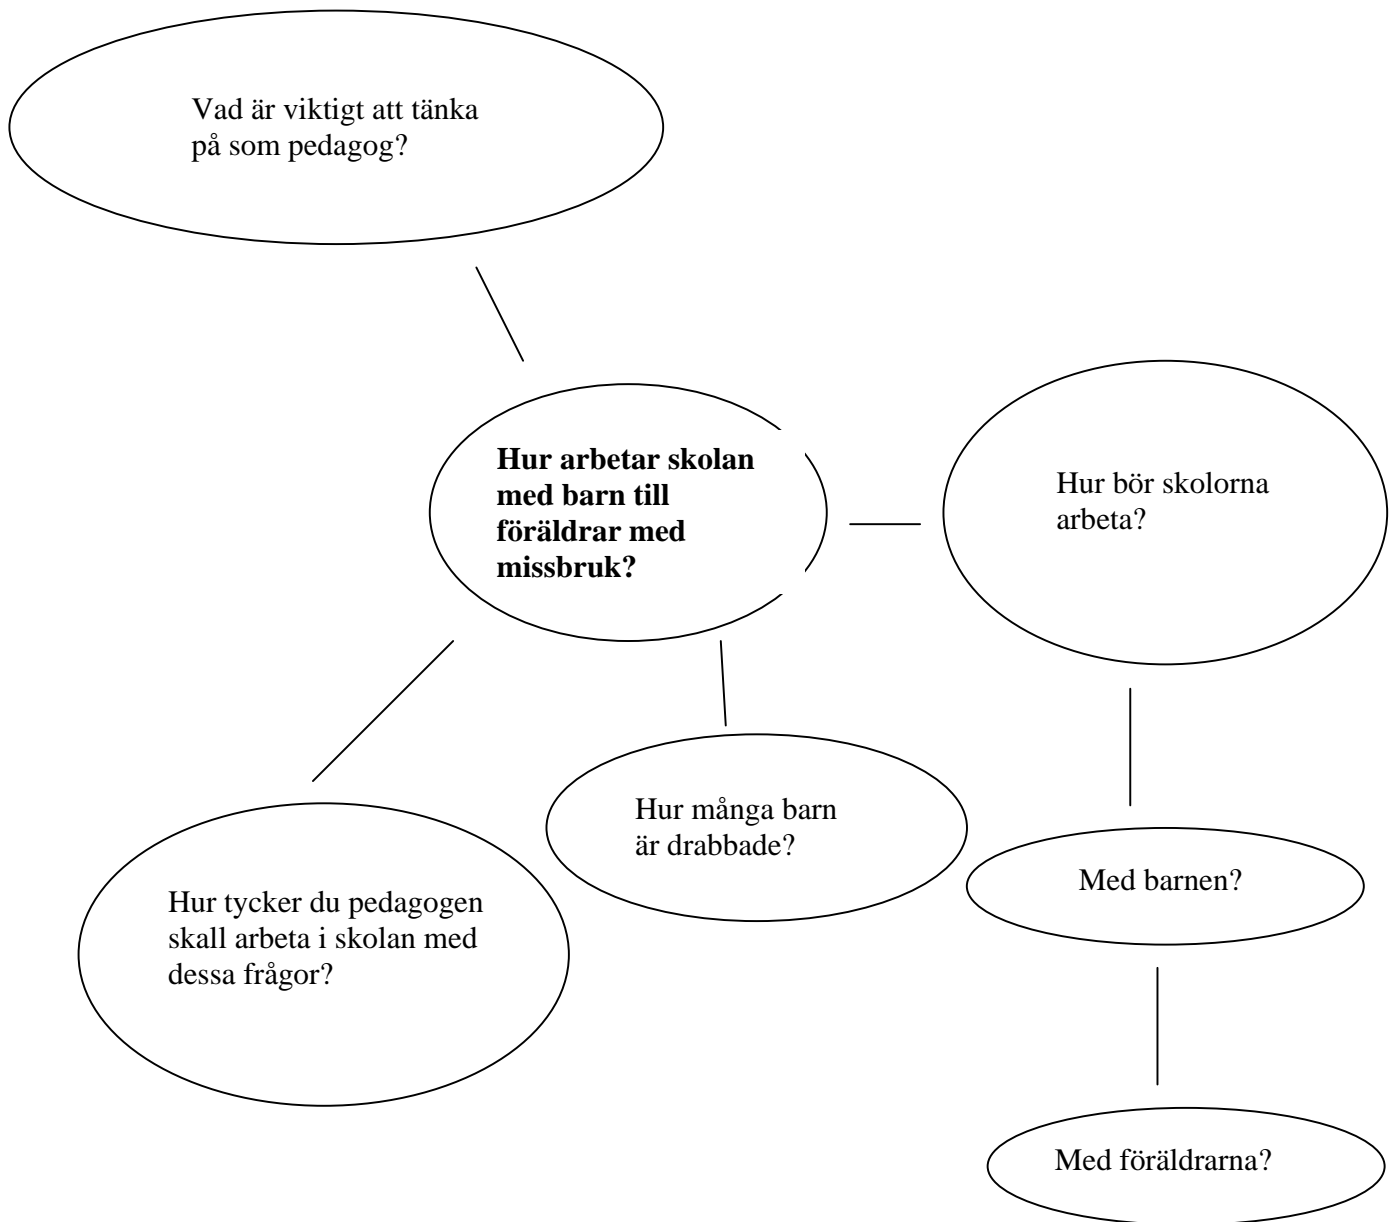 Vad är viktigt att tänka
på som pedagog?
Hur arbetar skolan
med barn till
föräldrar med
missbruk?
Hur bör skolorna
arbeta?
Hur många barn
är drabbade?
Med barnen?
Hur tycker du pedagogen
skall arbeta i skolan med
dessa frågor?
Med föräldrarna?